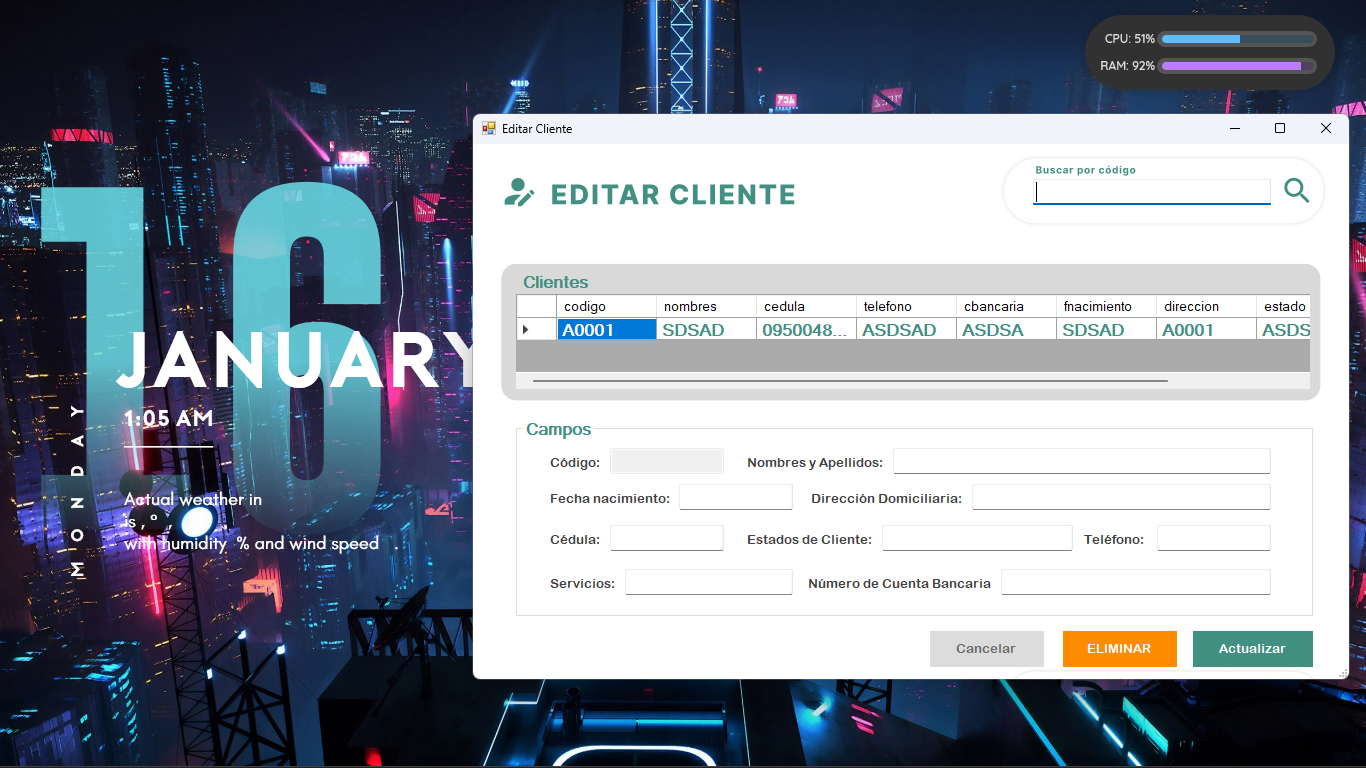 CPU: 51%
RAM: 92%
16
JANUARY
1:05 AM
MONDAY
Actual weather in
is , ° ,
with humidity % and wind speed .
Editar Cliente
EDITAR CLIENTE
Buscar por código
Clientes
codigo nombres cedula telefono cbancaria fnacimiento direccion estado
A0001 SDSAD 0950048... ASDSAD ASDSA SDSAD A0001 ASDS
Campos
Código: Nombres y Apellidos:
Fecha nacimiento: Dirección Domiciliaria:
Cédula: Estados de Cliente: Teléfono:
Servicios: Número de Cuenta Bancaria
Cancelar ELIMINAR Actualizar